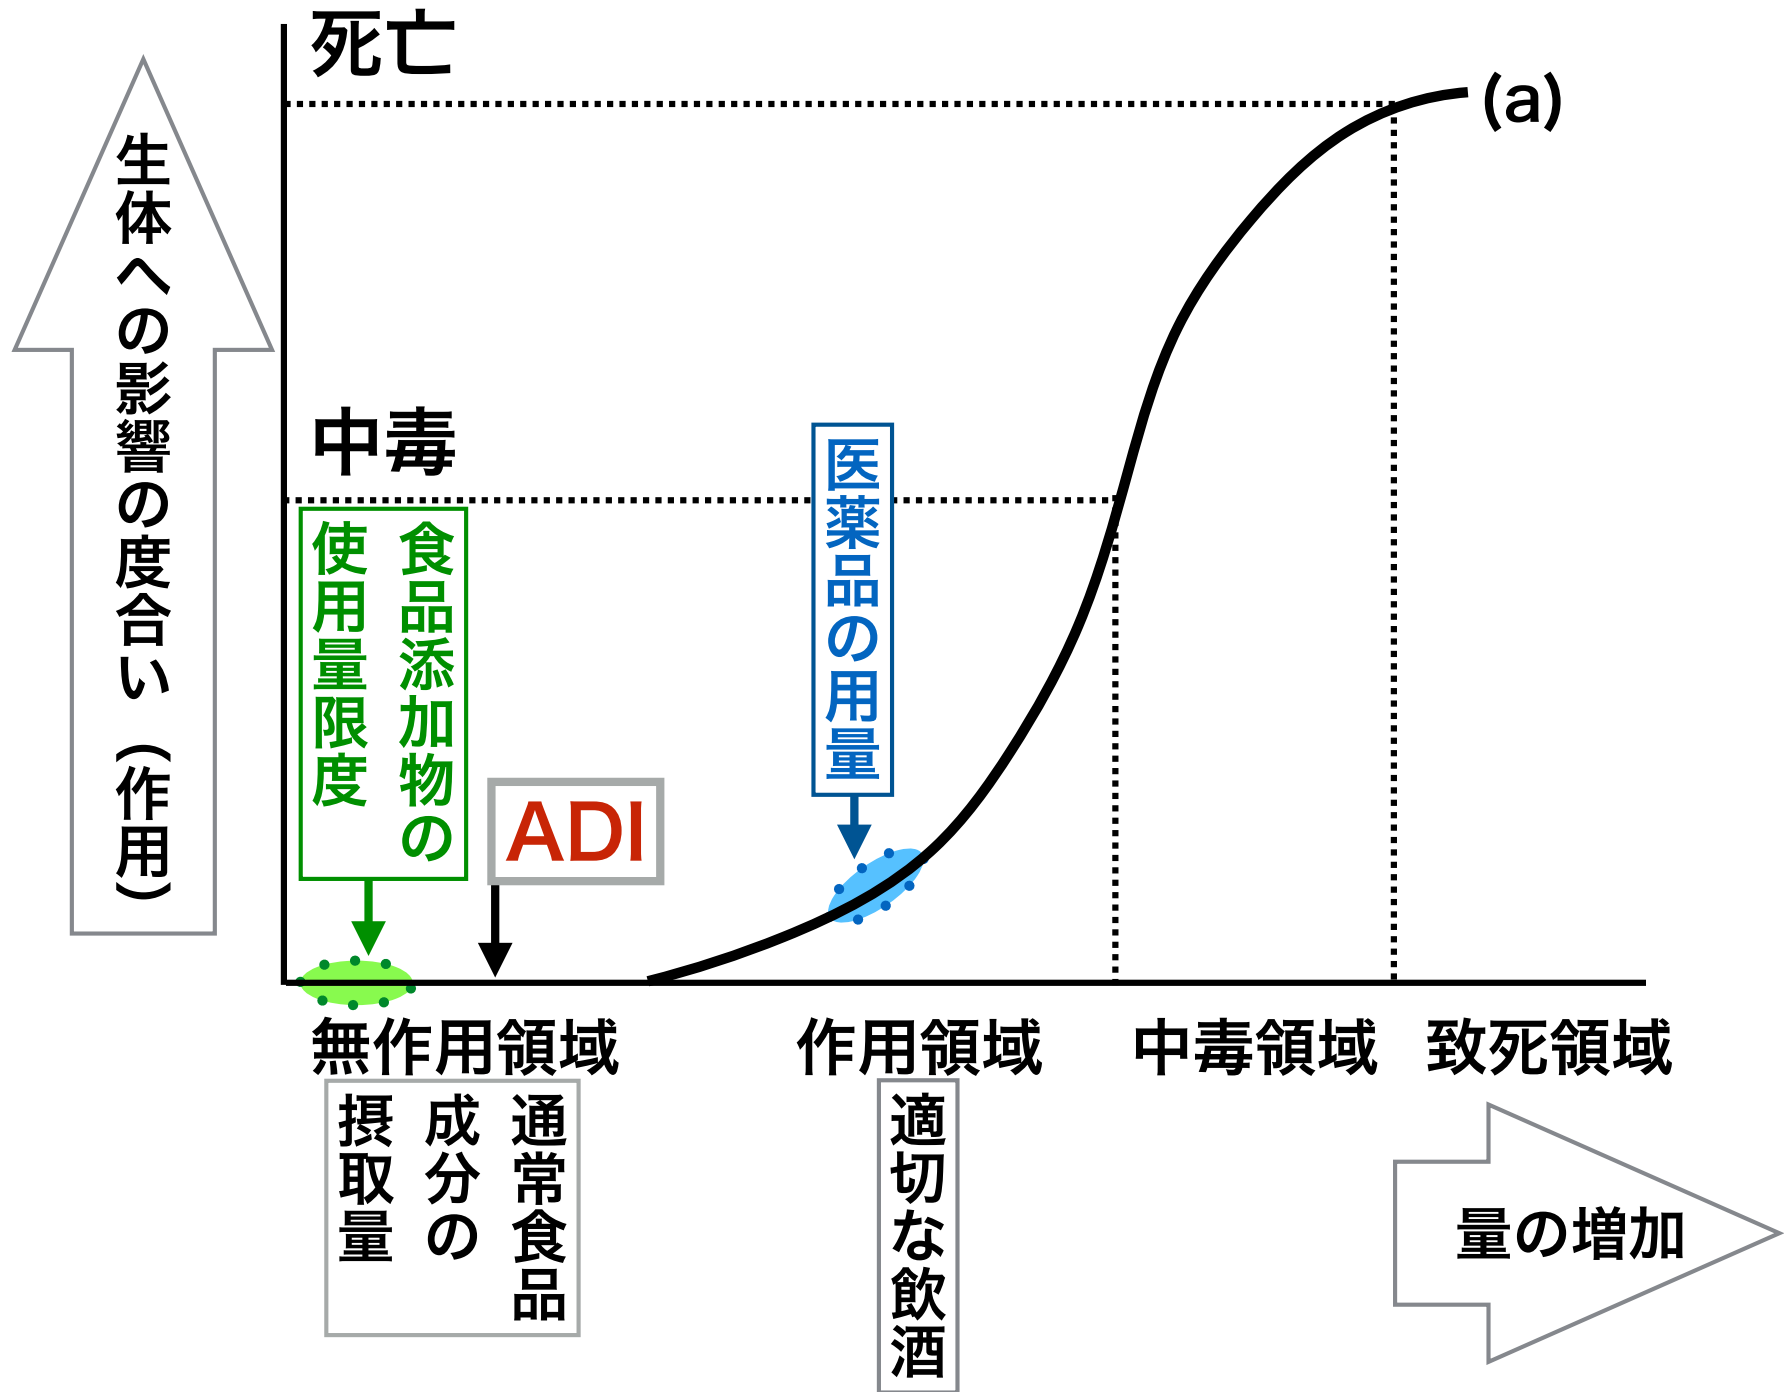 死亡
(a)
生体への影響の度合い（作用）
中毒
食品添加物の
使用量限度
ADI
医薬品の用量
無作用領域
作用領域
中毒領域
致死領域
通常食品
成分の
摂取量
適切な飲酒
量の増加